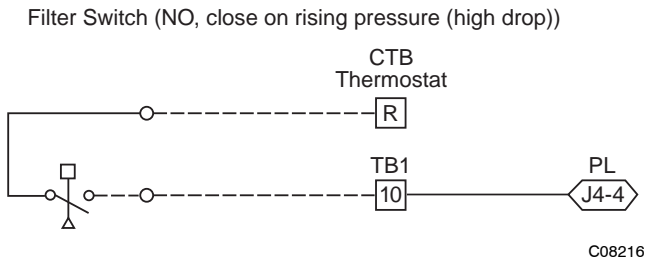 Filter Switch (NO, close on rising pressure (high drop))
CTB
Thermostat
R
TB1
PL
10
J4-4
C08216